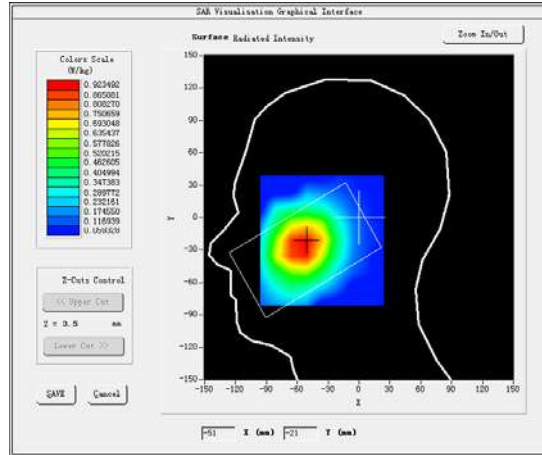 SAR Visualisation Graphical Interface
Surface Radiated Intensity
Zoom In/Out
Colors Scale
(W/kg)
0.923492
0.865881
0.808270
0.750659
0.693048
0.635437
0.577826
0.520215
0.462605
0.404994
0.347383
0.289772
0.232161
0.174550
0.116939
0.059328
150
120
90
60
30
Y
0
-30
-60
-90
-120
-150
-150 -120 -90 -60 -30 0 30 60 90 120 150
X
Z-Cuts Control
<< Upper Cut
Z = 3.5 mm
Lower Cut >>
SAVE Cancel
-51 X (mm) -21 Y (mm)